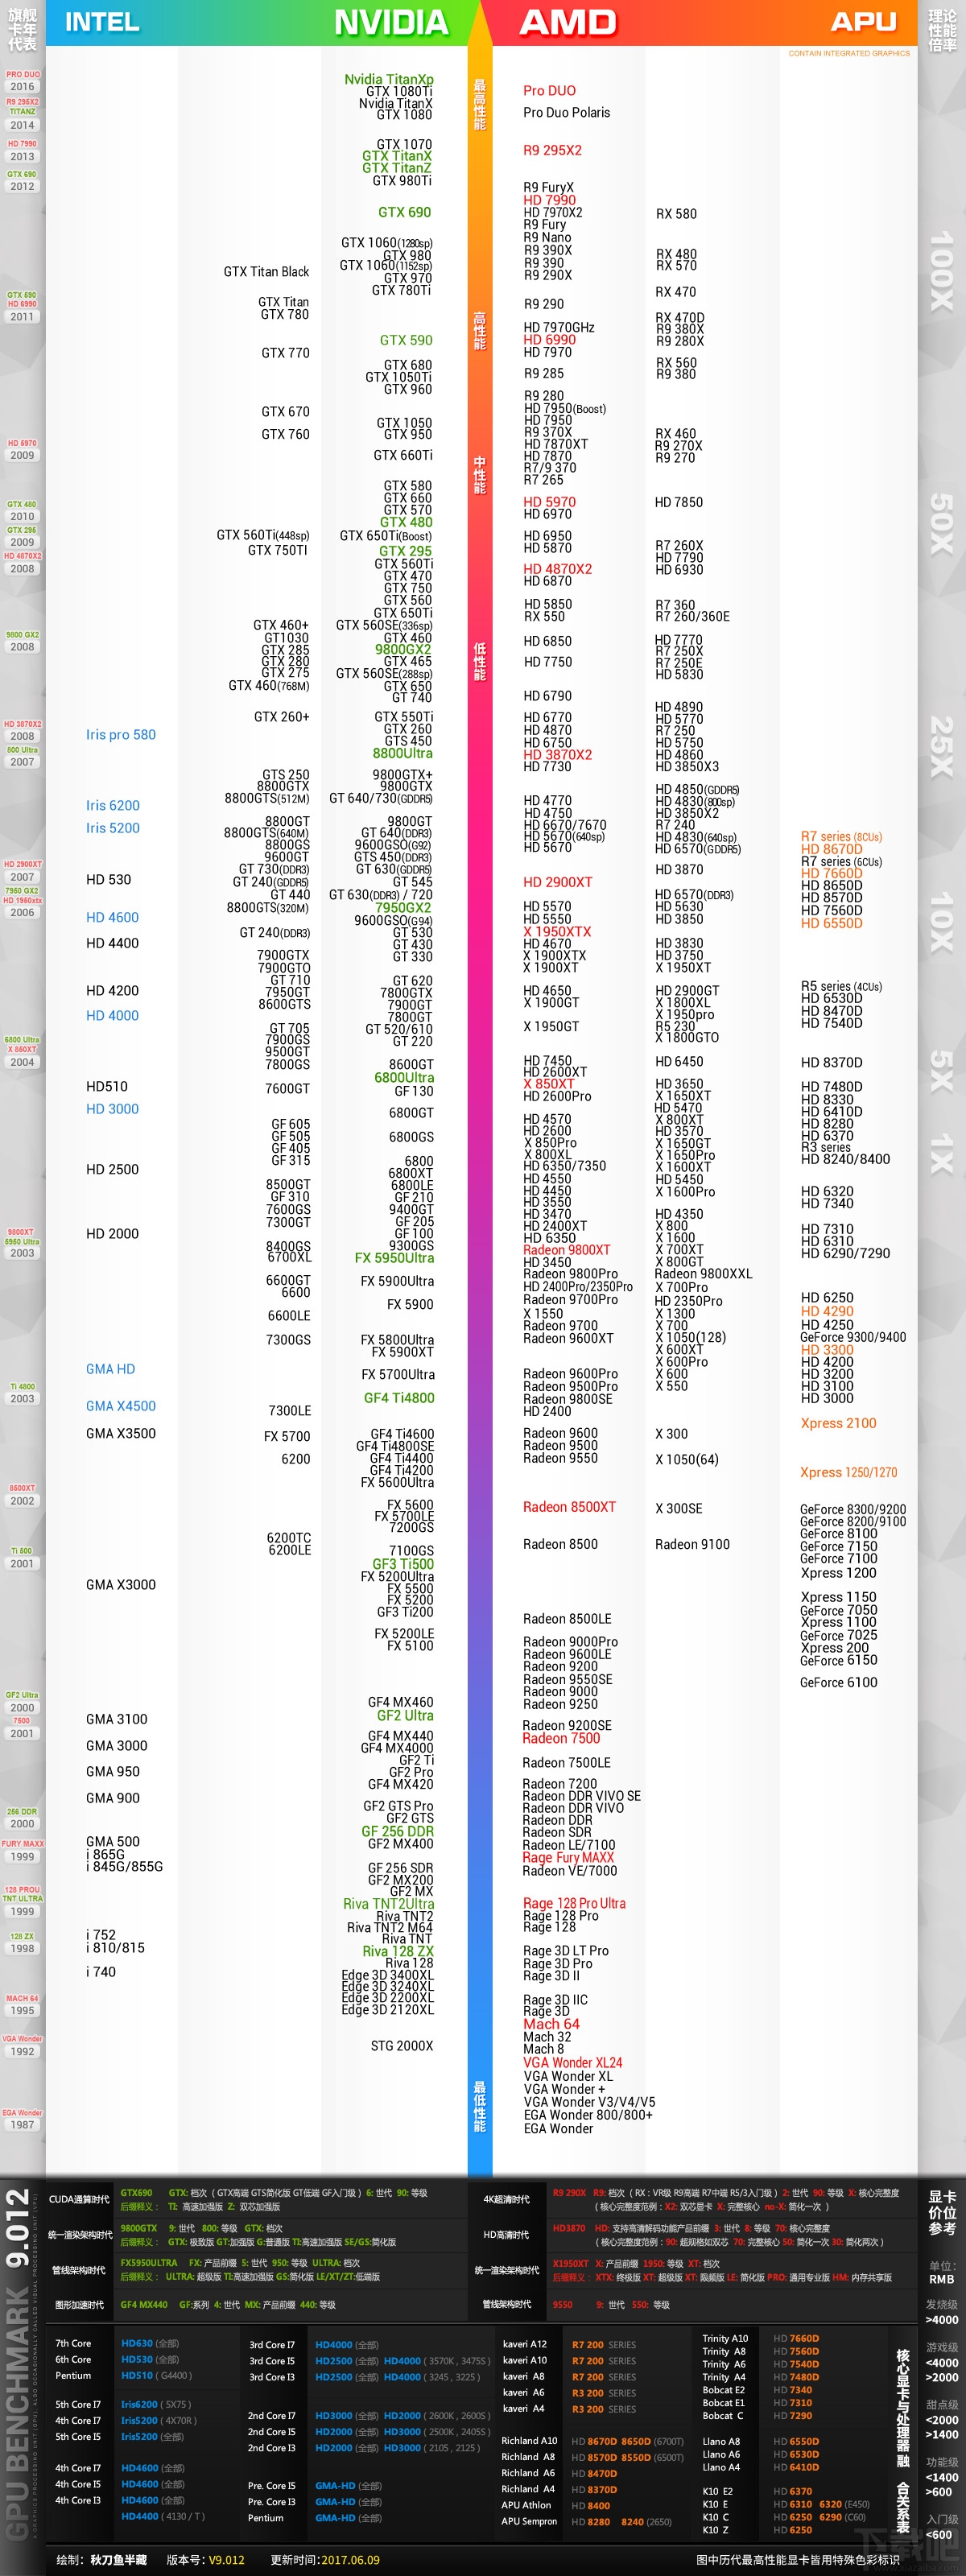 旗舰
卡年
代表
INTEL
NVIDIA
AMD
APU
理论
性能
倍率
CONTAIN INTEGRATED GRAPHICS
最高性能
高性能
中性能
低性能
最低性能
100X
50X
25X
10X
5X
1X
PRO DUO
2016
R9 295X2
TITANZ
2014
HD 7990
2013
GTX 690
2012
GTX 590
HD 6990
2011
HD 5970
2009
GTX 480
2010
GTX 295
2009
HD 4870X2
2008
9800 GX2
2008
HD 3870X2
2008
800 Ultra
2007
HD 2900XT
2007
7950 GX2
HD 1950xtx
2006
6800 Ultra
X 850XT
2004
9800XT
5950 Ultra
2003
Ti 4800
2003
8500XT
2002
Ti 500
2001
GF2 Ultra
2000
7500
2001
256 DDR
2000
FURY MAXX
1999
128 PROU
TNT ULTRA
1999
128 ZX
1998
MACH 64
1995
VGA Wonder
1992
EGA Wonder
1987
Iris pro 580
Iris 6200
Iris 5200
HD 530
HD 4600
HD 4400
HD 4200
HD 4000
HD510
HD 3000
HD 2500
HD 2000
GMA HD
GMA X4500
GMA X3500
GMA X3000
GMA 3100
GMA 3000
GMA 950
GMA 900
GMA 500
i 865G
i 845G/855G
i 752
i 810/815
i 740
GTX Titan Black
GTX Titan
GTX 780
GTX 770
GTX 670
GTX 760
GTX 560Ti(448sp)
GTX 750TI
GTX 460+
GT1030
GTX 285
GTX 280
GTX 275
GTX 460(768M)
GTX 260+
GTS 250
8800GTX
8800GTS(512M)
8800GT
8800GTS(640M)
8800GS
9600GT
GT 730(DDR3)
GT 240(GDDR5)
GT 440
8800GTS(320M)
GT 240(DDR3)
7900GTX
7900GTO
GT 710
7950GT
8600GTS
GT 705
7900GS
9500GT
7800GS
7600GT
GF 605
GF 505
GF 405
GF 315
8500GT
GF 310
7600GS
7300GT
8400GS
6700XL
6600GT
6600
6600LE
7300GS
7300LE
FX 5700
6200
6200TC
6200LE
Nvidia TitanXp
GTX 1080Ti
Nvidia TitanX
GTX 1080
GTX 1070
GTX TitanX
GTX TitanZ
GTX 980Ti
GTX 690
GTX 1060(1280sp)
GTX 980
GTX 1060(1152sp)
GTX 970
GTX 780Ti
GTX 590
GTX 680
GTX 1050Ti
GTX 960
GTX 1050
GTX 950
GTX 660Ti
GTX 580
GTX 660
GTX 570
GTX 480
GTX 650Ti(Boost)
GTX 295
GTX 560Ti
GTX 470
GTX 750
GTX 560
GTX 650Ti
GTX 560SE(336sp)
GTX 460
9800GX2
GTX 465
GTX 560SE(288sp)
GTX 650
GT 740
GTX 550Ti
GTX 260
GTS 450
8800Ultra
9800GTX+
9800GTX
GT 640/730(GDDR5)
9800GT
GT 640(DDR3)
9600GSO(G92)
GTS 450(DDR3)
GT 630(GDDR5)
GT 545
GT 630(DDR3) / 720
7950GX2
9600GSO(G94)
GT 530
GT 430
GT 330
GT 620
7800GTX
7900GT
7800GT
GT 520/610
GT 220
8600GT
6800Ultra
GF 130
6800GT
6800GS
6800
6800XT
6800LE
GF 210
9400GT
GF 205
GF 100
9300GS
FX 5950Ultra
FX 5900Ultra
FX 5900
FX 5800Ultra
FX 5900XT
FX 5700Ultra
GF4 Ti4800
GF4 Ti4600
GF4 Ti4800SE
GF4 Ti4400
GF4 Ti4200
FX 5600Ultra
FX 5600
FX 5700LE
7200GS
7100GS
GF3 Ti500
FX 5200Ultra
FX 5500
FX 5200
GF3 Ti200
FX 5200LE
FX 5100
GF4 MX460
GF2 Ultra
GF4 MX440
GF4 MX4000
GF2 Ti
GF2 Pro
GF4 MX420
GF2 GTS Pro
GF2 GTS
GF 256 DDR
GF2 MX400
GF 256 SDR
GF2 MX200
GF2 MX
Riva TNT2Ultra
Riva TNT2
Riva TNT2 M64
Riva TNT
Riva 128 ZX
Riva 128
Edge 3D 3400XL
Edge 3D 3240XL
Edge 3D 2200XL
Edge 3D 2120XL
STG 2000X
Pro DUO
Pro Duo Polaris
R9 295X2
R9 FuryX
HD 7990
HD 7970X2
R9 Fury
R9 Nano
R9 390X
R9 390
R9 290X
R9 290
HD 7970GHz
HD 6990
HD 7970
R9 285
R9 280
HD 7950(Boost)
HD 7950
R9 370X
HD 7870XT
HD 7870
R7/9 370
R7 265
HD 5970
HD 6970
HD 6950
HD 5870
HD 4870X2
HD 6870
HD 5850
RX 550
HD 6850
HD 7750
HD 6790
HD 6770
HD 4870
HD 6750
HD 3870X2
HD 7730
HD 4770
HD 4750
HD 6670/7670
HD 5670(640sp)
HD 5670
HD 2900XT
HD 5570
HD 5550
X 1950XTX
HD 4670
X 1900XTX
X 1900XT
HD 4650
X 1900GT
X 1950GT
HD 7450
HD 2600XT
X 850XT
HD 2600Pro
HD 4570
HD 2600
X 850Pro
X 800XL
HD 6350/7350
HD 4550
HD 4450
HD 3550
HD 3470
HD 2400XT
HD 6350
Radeon 9800XT
HD 3450
Radeon 9800Pro
HD 2400Pro/2350Pro
Radeon 9700Pro
X 1550
Radeon 9700
Radeon 9600XT
Radeon 9600Pro
Radeon 9500Pro
Radeon 9800SE
HD 2400
Radeon 9600
Radeon 9500
Radeon 9550
Radeon 8500XT
Radeon 8500
Radeon 8500LE
Radeon 9000Pro
Radeon 9600LE
Radeon 9200
Radeon 9550SE
Radeon 9000
Radeon 9250
Radeon 9200SE
Radeon 7500
Radeon 7500LE
Radeon 7200
Radeon DDR VIVO SE
Radeon DDR VIVO
Radeon DDR
Radeon SDR
Radeon LE/7100
Rage Fury MAXX
Radeon VE/7000
Rage 128 Pro Ultra
Rage 128 Pro
Rage 128
Rage 3D LT Pro
Rage 3D Pro
Rage 3D II
Rage 3D IIC
Rage 3D
Mach 64
Mach 32
Mach 8
VGA Wonder XL24
VGA Wonder XL
VGA Wonder +
VGA Wonder V3/V4/V5
EGA Wonder 800/800+
EGA Wonder
RX 580
RX 480
RX 570
RX 470
RX 470D
R9 380X
R9 280X
RX 560
R9 380
RX 460
R9 270X
R9 270
HD 7850
R7 260X
HD 7790
HD 6930
R7 360
R7 260/360E
HD 7770
R7 250X
R7 250E
HD 5830
HD 4890
HD 5770
R7 250
HD 5750
HD 4860
HD 3850X3
HD 4850(GDDR5)
HD 4830(800sp)
HD 3850X2
R7 240
HD 4830(640sp)
HD 6570(GDDR5)
HD 3870
HD 6570(DDR3)
HD 5630
HD 3850
HD 3830
HD 3750
X 1950XT
HD 2900GT
X 1800XL
X 1950pro
R5 230
X 1800GTO
HD 6450
HD 3650
X 1650XT
HD 5470
X 800XT
HD 3570
X 1650GT
X 1650Pro
X 1600XT
HD 5450
X 1600Pro
HD 4350
X 800
X 1600
X 700XT
X 800GT
Radeon 9800XXL
X 700Pro
HD 2350Pro
X 1300
X 700
X 1050(128)
X 600XT
X 600Pro
X 600
X 550
X 300
X 1050(64)
X 300SE
Radeon 9100
R7 series (8CUs)
HD 8670D
R7 series (6CUs)
HD 7660D
HD 8650D
HD 8570D
HD 7560D
HD 6550D
R5 series (4CUs)
HD 6530D
HD 8470D
HD 7540D
HD 8370D
HD 7480D
HD 8330
HD 6410D
HD 8280
HD 6370
R3 series
HD 8240/8400
HD 6320
HD 7340
HD 7310
HD 6310
HD 6290/7290
HD 6250
HD 4290
HD 4250
GeForce 9300/9400
HD 3300
HD 4200
HD 3200
HD 3100
HD 3000
Xpress 2100
Xpress 1250/1270
GeForce 8300/9200
GeForce 8200/9100
GeForce 8100
GeForce 7150
GeForce 7100
Xpress 1200
Xpress 1150
GeForce 7050
Xpress 1100
GeForce 7025
Xpress 200
GeForce 6150
GeForce 6100
GPU BENCHMARK 9.012
CUDA通算时代
GTX690 GTX: 档次 ( GTX高端 GTS简化版 GT低端 GF入门级 ) 6: 世代 90: 等级
后缀释义： TI: 高速加强版 Z: 双芯加强版
统一渲染架构时代
9800GTX 9: 世代 800: 等级 GTX: 档次
后缀释义： GTX: 极致版 GT:加强版 G:普通版 TI:高速加强版 SE/GS:简化版
管线架构时代
FX5950ULTRA FX: 产品前缀 5: 世代 950: 等级 ULTRA: 档次
后缀释义： ULTRA: 超级版 TI:高速加强版 GS:简化版 LE/XT/ZT:低端版
图形加速时代
GF4 MX440 GF:系列 4: 世代 MX: 产品前缀 440: 等级
4K超清时代
R9 290X R9: 档次 ( RX：VR级 R9高端 R7中端 R5/3入门级 ) 2: 世代 90: 等级 X: 核心完整度
( 核心完整度范例：X2: 双芯显卡 X: 完整核心 no-X: 简化一次 )
HD高清时代
HD3870 HD: 支持高清解码功能产品前缀 3: 世代 8: 等级 70: 核心完整度
( 核心完整度范例：90: 超规格如双芯 70: 完整核心 50: 简化一次 30: 简化两次 )
统一渲染架构时代
X1950XT X: 产品前缀 1950: 等级 XT: 档次
后缀释义： XTX: 终极版 XT: 超级版 XT: 限频版 LE: 简化版 PRO: 通用专业版 HM: 内存共享版
管线架构时代
9550 9: 世代 550: 等级
显卡
价位
参考
单位：
RMB
发烧级
>4000
游戏级
<4000
>2000
甜点级
<2000
>1400
功能级
<1400
>600
入门级
<600
7th Core HD630 (全部)
6th Core HD530 (全部)
Pentium HD510 ( G4400 )
5th Core I7 Iris6200 ( 5X75 )
4th Core I7 Iris5200 ( 4X70R )
5th Core I5 Iris5200 (全部)
4th Core I7 HD4600 (全部)
4th Core I5 HD4600 (全部)
4th Core I3 HD4600 (全部)
HD4400 ( 4130 / T )
3rd Core I7 HD4000 (全部)
3rd Core I5 HD2500 (全部) HD4000 ( 3570K , 3475S )
3rd Core I3 HD2500 (全部) HD4000 ( 3245 , 3225 )
2nd Core I7 HD3000 (全部) HD2000 ( 2600K , 2600S )
2nd Core I5 HD2000 (全部) HD3000 ( 2500K , 2405S )
2nd Core I3 HD2000 (全部) HD3000 ( 2105 , 2125 )
Pre. Core I5 GMA-HD (全部)
Pre. Core I3 GMA-HD (全部)
Pentium GMA-HD (全部)
kaveri A12 R7 200 SERIES
kaveri A10 R7 200 SERIES
kaveri A8 R7 200 SERIES
kaveri A6 R3 200 SERIES
kaveri A4 R3 200 SERIES
Richland A10 HD 8670D 8650D (6700T)
Richland A8 HD 8570D 8550D (6500T)
Richland A6 HD 8470D
Richland A4 HD 8370D
APU Athlon HD 8400
APU Sempron HD 8280 8240 (2650)
Trinity A10 HD 7660D
Trinity A8 HD 7560D
Trinity A6 HD 7540D
Trinity A4 HD 7480D
Bobcat E2 HD 7340
Bobcat E1 HD 7310
Bobcat C HD 7290
Llano A8 HD 6550D
Llano A6 HD 6530D
Llano A4 HD 6410D
K10 E2 HD 6370
K10 E HD 6310 6320 (E450)
K10 C HD 6250 6290 (C60)
K10 Z HD 6250
核心显卡与处理器 融合关系表
绘制：秋刀鱼半藏 版本号：V9.012 更新时间：2017.06.09
图中历代最高性能显卡皆用特殊色彩标识
下载吧